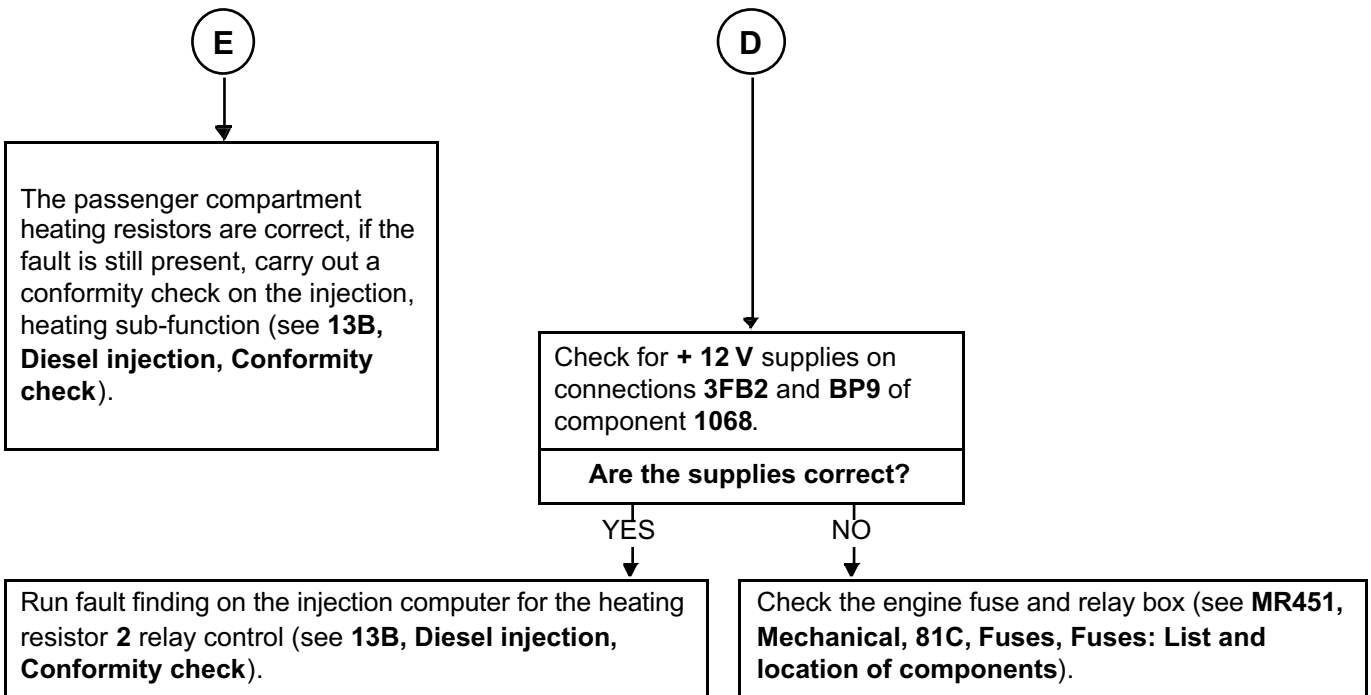 E
D
The passenger compartment
heating resistors are correct, if the
fault is still present, carry out a
conformity check on the injection,
heating sub-function (see 13B,
Diesel injection, Conformity
check).
Check for + 12 V supplies on
connections 3FB2 and BP9 of
component 1068.
Are the supplies correct?
YES
NO
Run fault finding on the injection computer for the heating
resistor 2 relay control (see 13B, Diesel injection,
Conformity check).
Check the engine fuse and relay box (see MR451,
Mechanical, 81C, Fuses, Fuses: List and
location of components).